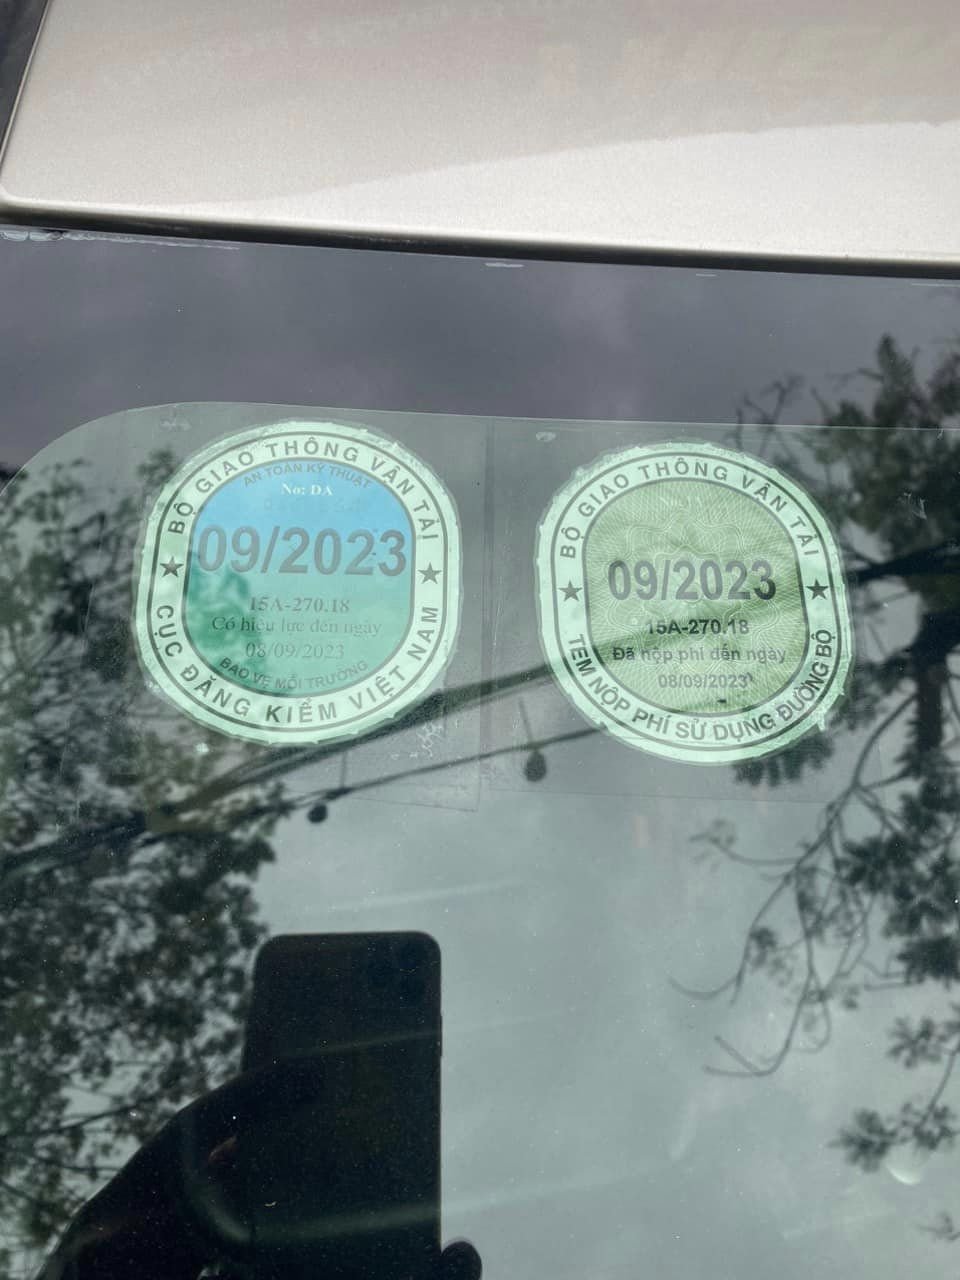 BỘ GIAO THÔNG VẬN TẢI
AN TOÀN KỸ THUẬT
No: DA
09/2023
15A-270.18
Có hiệu lực đến ngày
08/09/2023
BẢO VỆ MÔI TRƯỜNG
CỤC ĐĂNG KIỂM VIỆT NAM
BỘ GIAO THÔNG VẬN TẢI
09/2023
15A-270.18
Đã nộp phí đến ngày
08/09/2023
TEM NỘP PHÍ SỬ DỤNG ĐƯỜNG BỘ